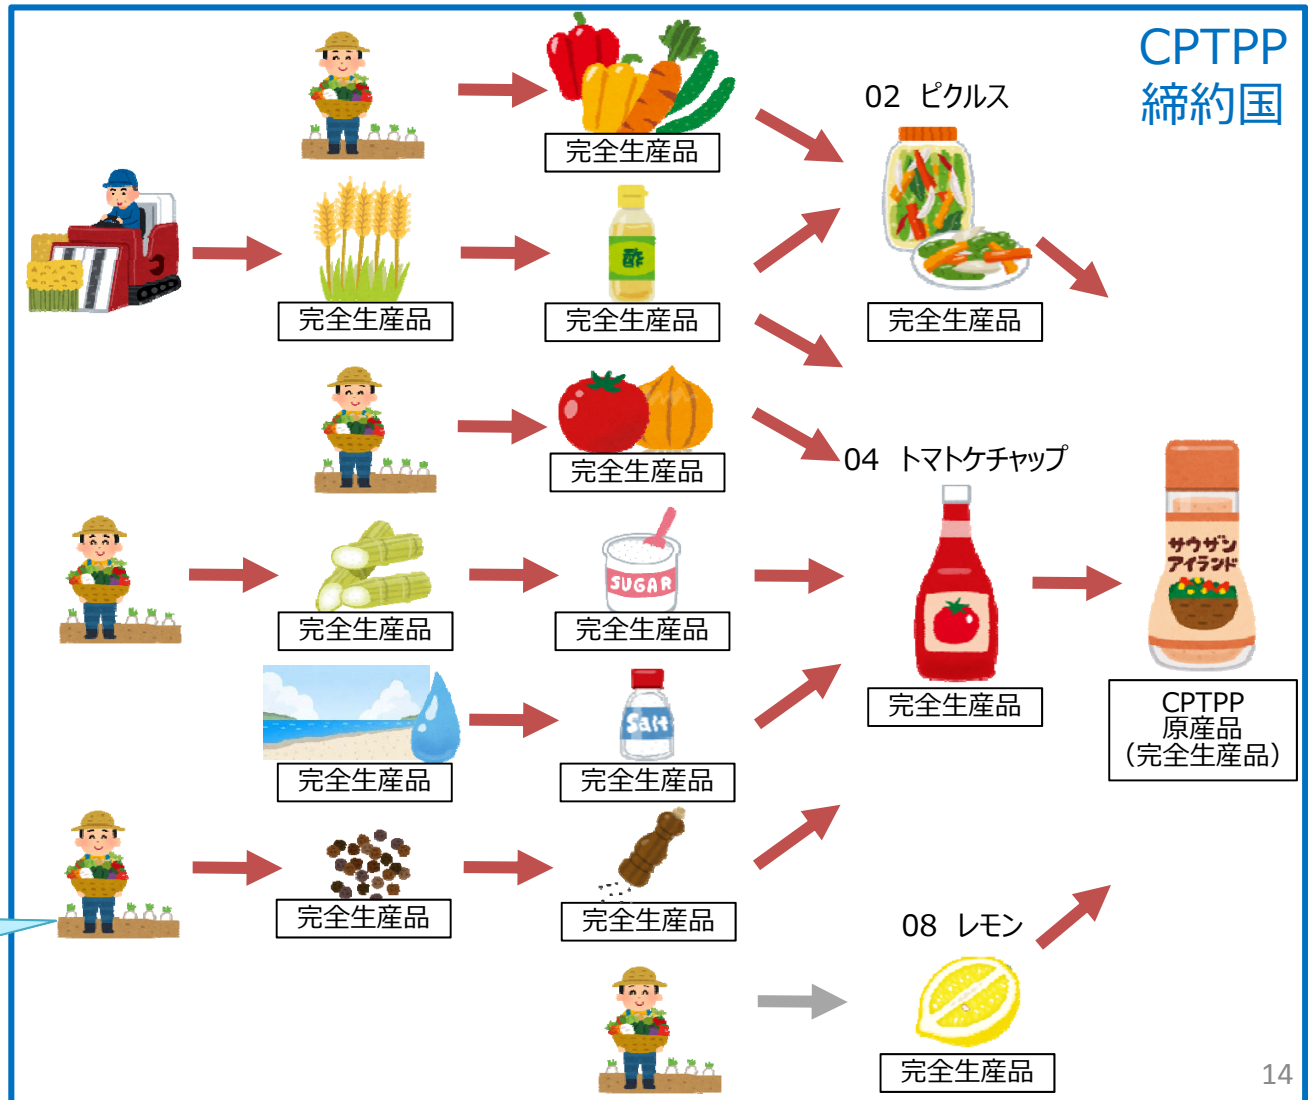 CPTPP
締約国
完全生産品
02 ピクルス
完全生産品
酢
完全生産品
完全生産品
完全生産品
04 トマトケチャップ
サウザン
アイランド
SUGAR
完全生産品
完全生産品
Salt
完全生産品
完全生産品
完全生産品
CPTPP
原産品
（完全生産品）
完全生産品
完全生産品
08 レモン
完全生産品
14